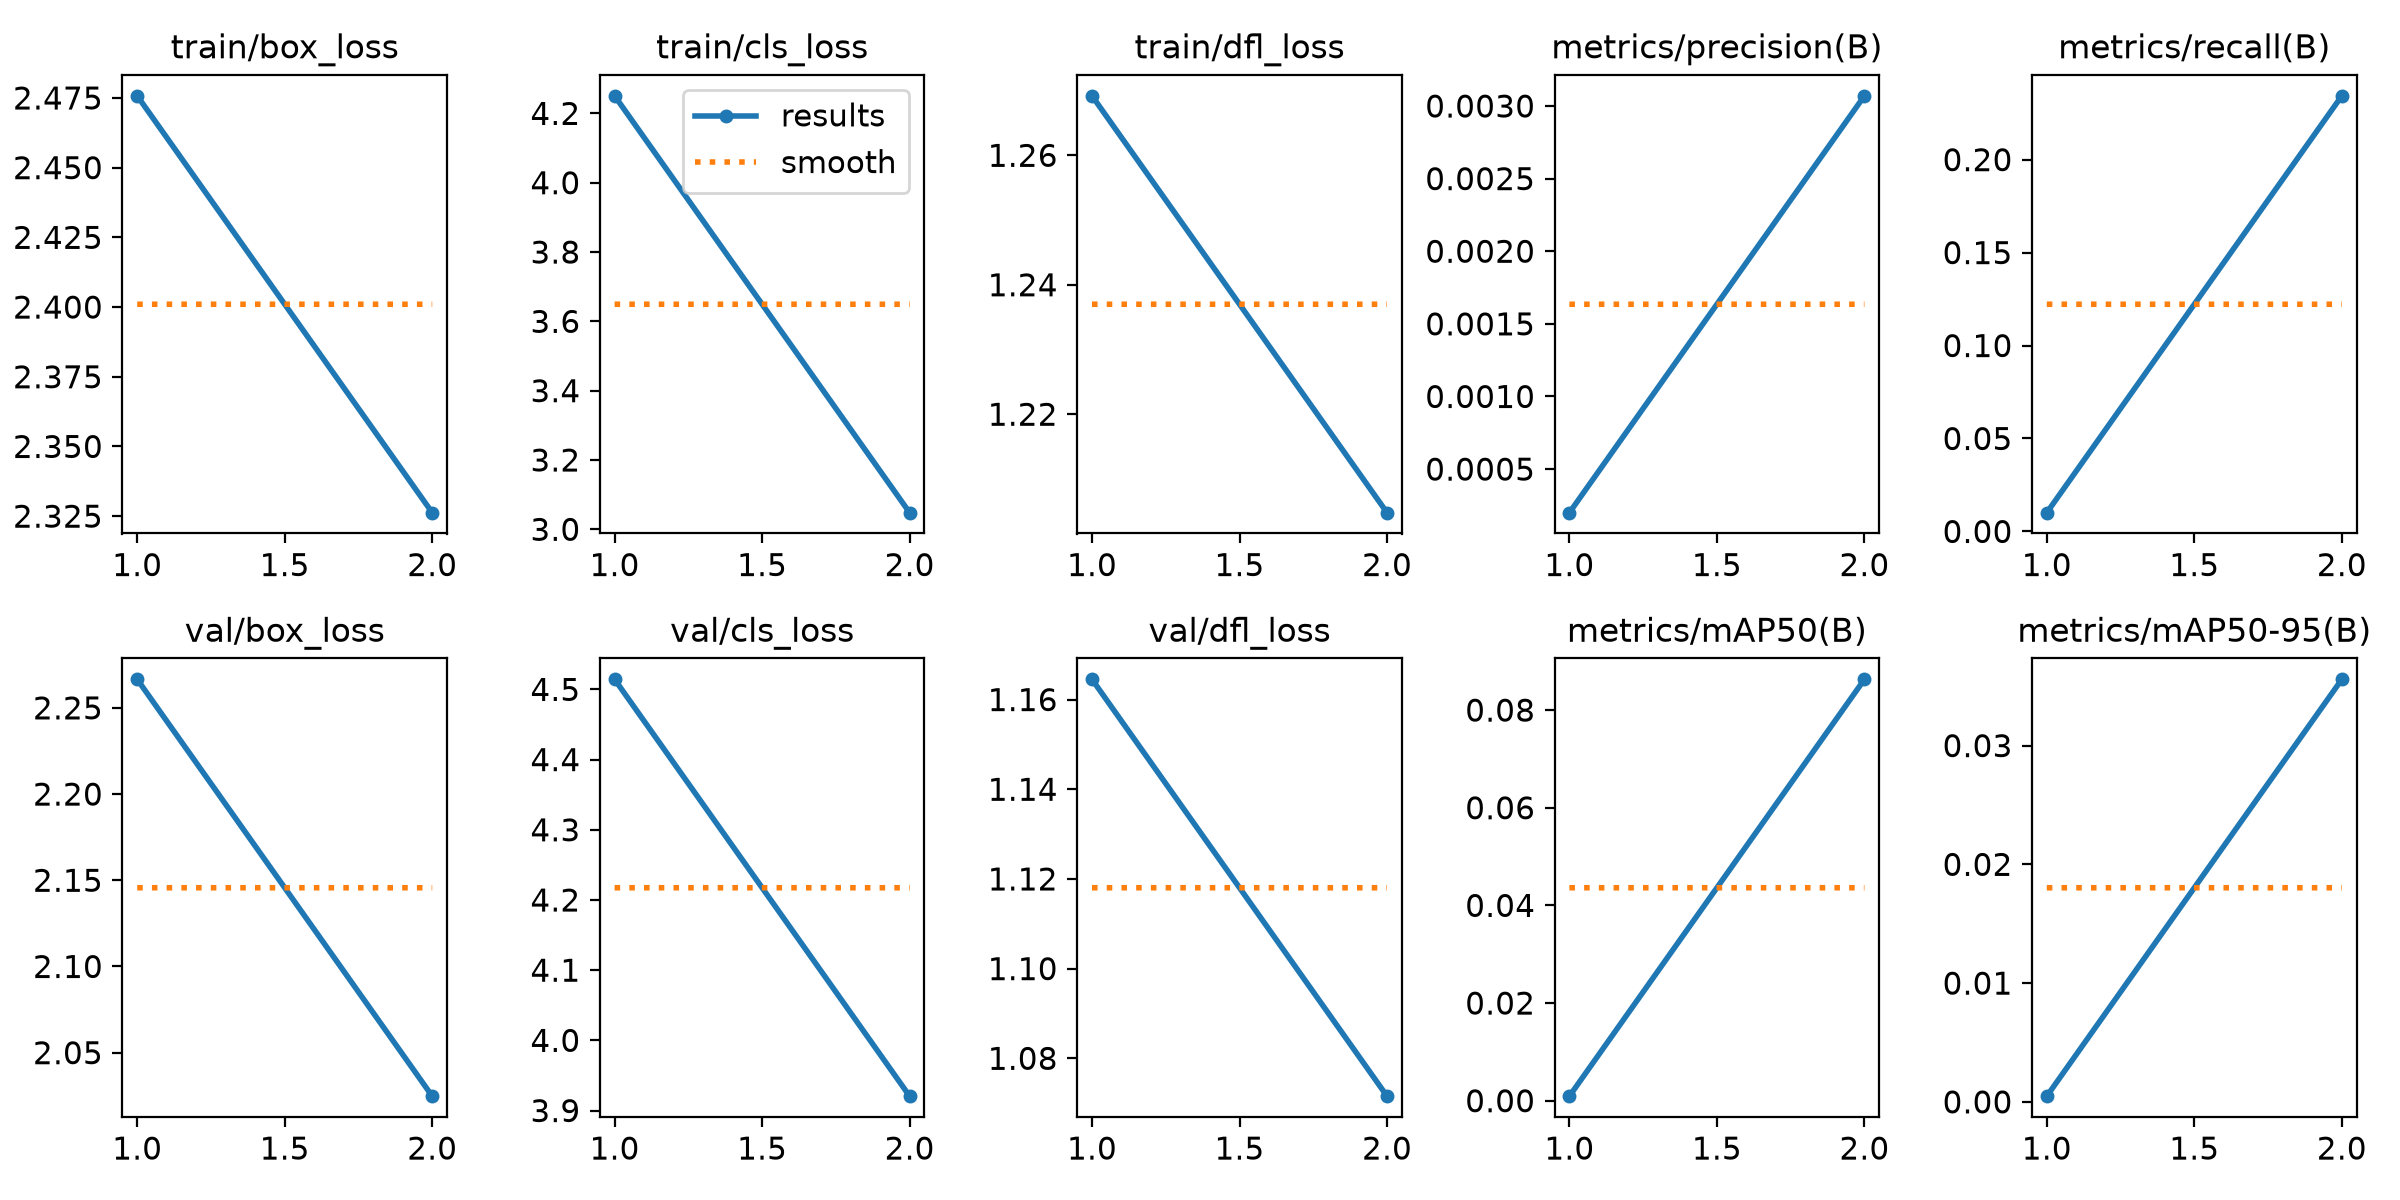 train/box_loss
2.475
2.450
2.425
2.400
2.375
2.350
2.325
1.0 1.5 2.0
train/cls_loss
results
smooth
4.2
4.0
3.8
3.6
3.4
3.2
3.0
1.0 1.5 2.0
train/dfl_loss
1.26
1.24
1.22
1.0 1.5 2.0
metrics/precision(B)
0.0030
0.0025
0.0020
0.0015
0.0010
0.0005
1.0 1.5 2.0
metrics/recall(B)
0.20
0.15
0.10
0.05
0.00
1.0 1.5 2.0
val/box_loss
2.25
2.20
2.15
2.10
2.05
1.0 1.5 2.0
val/cls_loss
4.5
4.4
4.3
4.2
4.1
4.0
3.9
1.0 1.5 2.0
val/dfl_loss
1.16
1.14
1.12
1.10
1.08
1.0 1.5 2.0
metrics/mAP50(B)
0.08
0.06
0.04
0.02
0.00
1.0 1.5 2.0
metrics/mAP50-95(B)
0.03
0.02
0.01
0.00
1.0 1.5 2.0